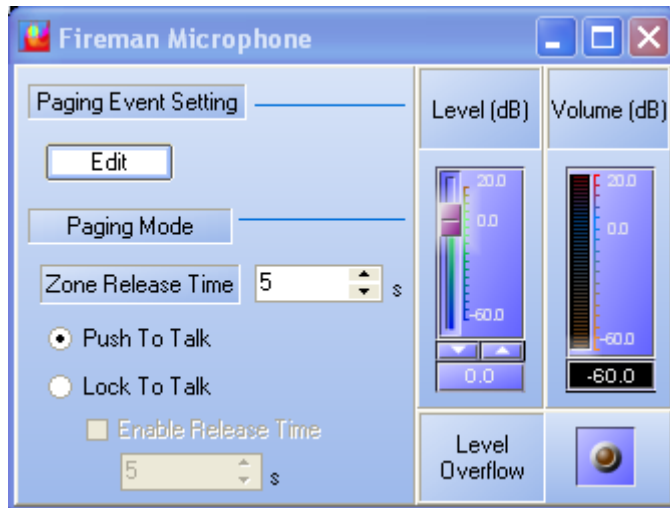 Fireman Microphone
Paging Event Setting
Edit
Paging Mode
Zone Release Time 5 s
Push To Talk
Lock To Talk
Enable Release Time
5 s
Level (dB)
20.0
0.0
-60.0
0.0
Volume (dB)
20.0
0.0
-60.0
-60.0
Level
Overflow